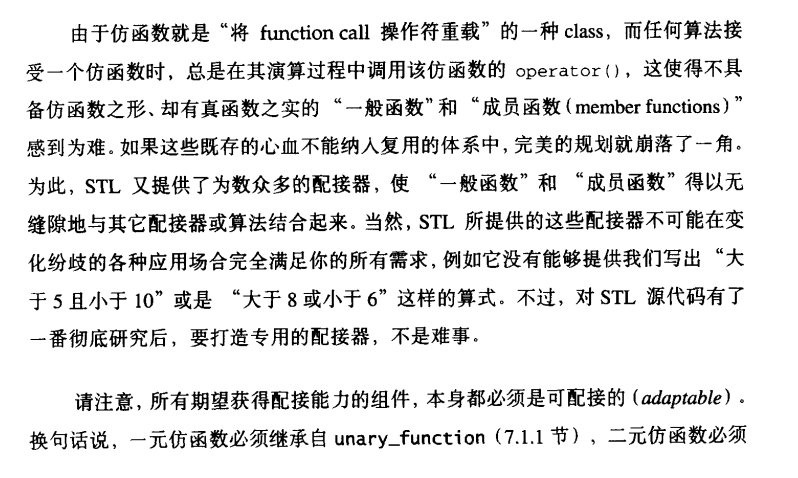 由于仿函数就是“将 function call 操作符重载”的一种 class，而任何算法接
受一个仿函数时，总是在其演算过程中调用该仿函数的 operator()，这使得不具
备仿函数之形、却有真函数之实的“一般函数”和“成员函数(member functions)”
感到为难。如果这些既存的心血不能纳入复用的体系中，完美的规划就崩落了一角。
为此，STL 又提供了为数众多的配接器，使 “一般函数”和 “成员函数”得以无
缝隙地与其它配接器或算法结合起来。当然，STL 所提供的这些配接器不可能在变
化纷歧的各种应用场合完全满足你的所有需求，例如它没有能够提供我们写出“大
于 5 且小于 10”或是 “大于 8 或小于 6”这样的算式。不过，对 STL 源代码有了
一番彻底研究后，要打造专用的配接器，不是难事。
请注意，所有期望获得配接能力的组件，本身都必须是可配接的(adaptable)。
换句话说，一元仿函数必须继承自 unary_function（7.1.1 节），二元仿函数必须